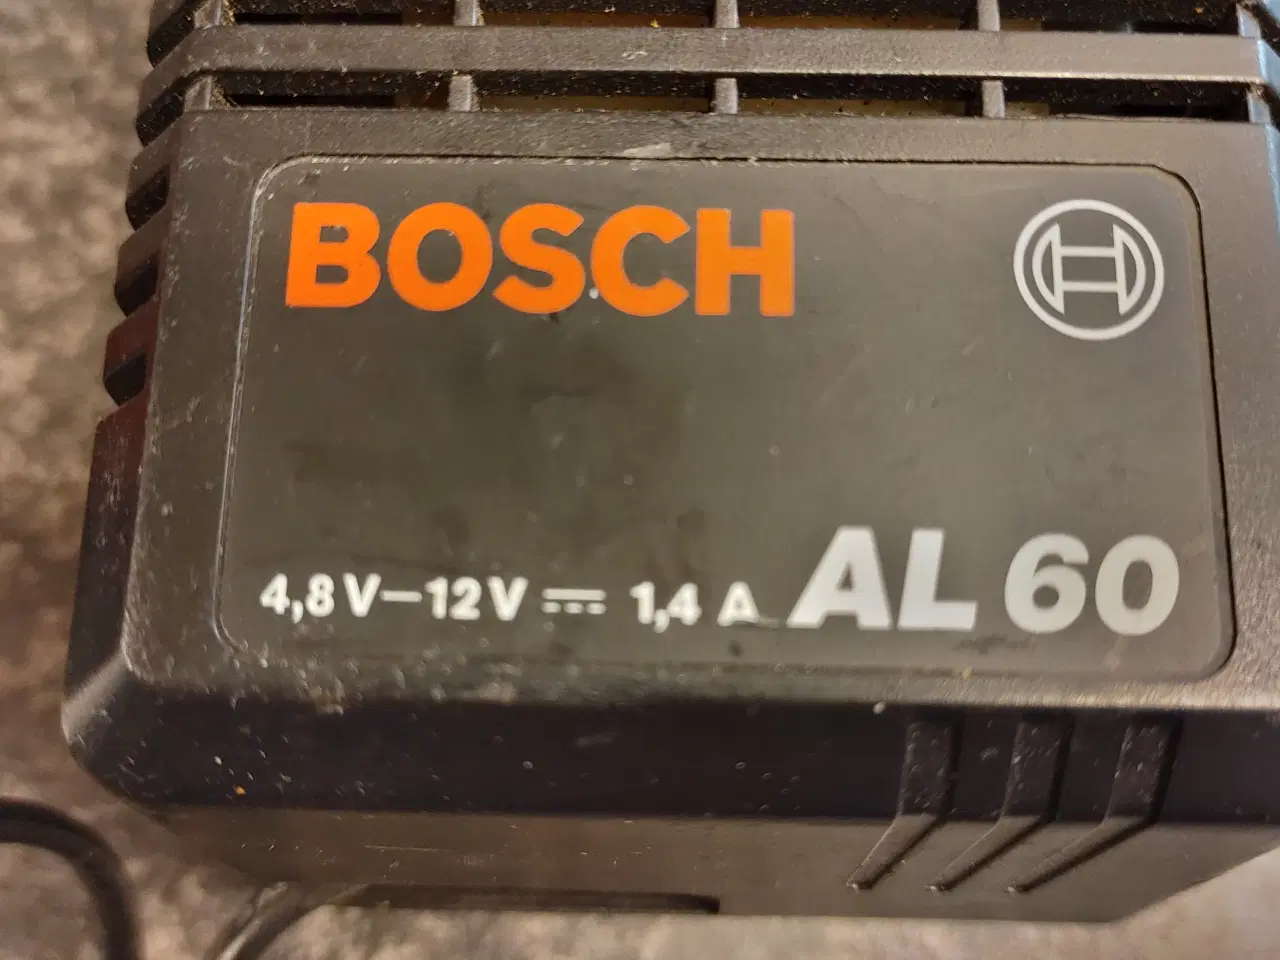 BOSCH
4,8 V–12 V ⎓ 1,4 A AL 60